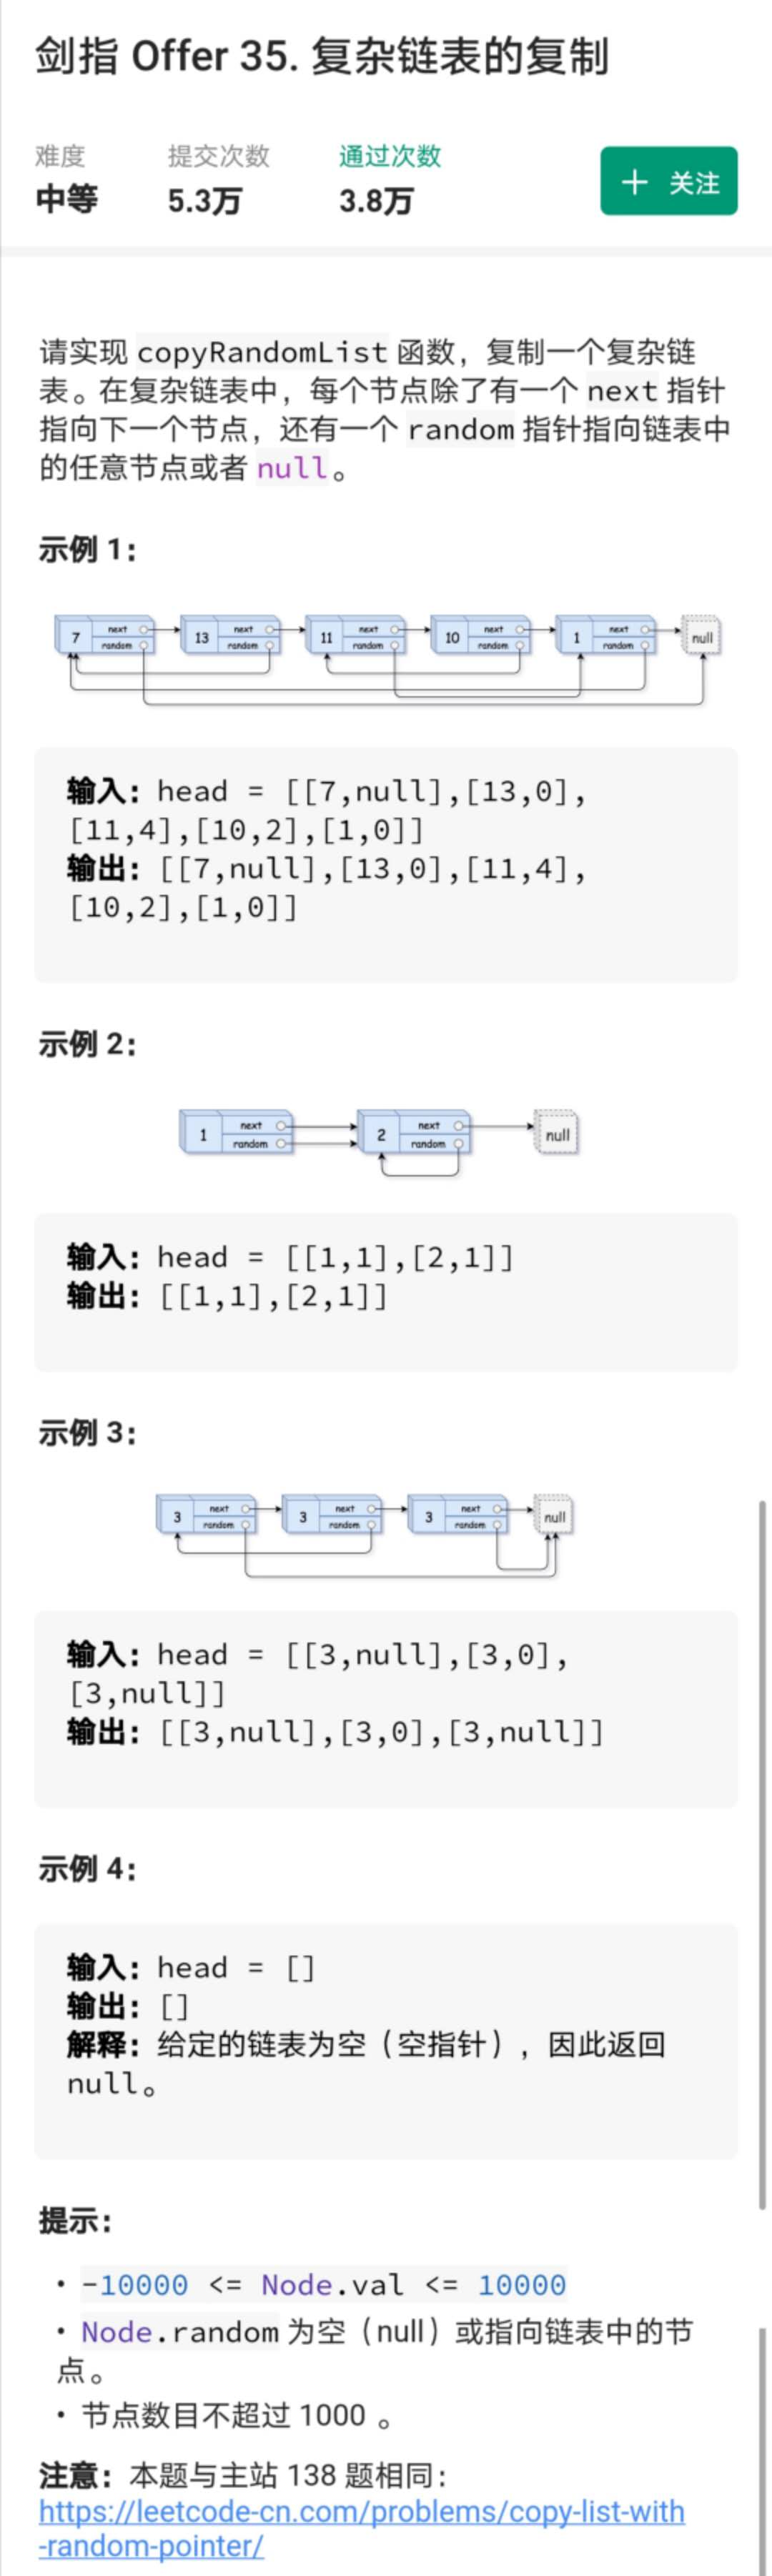 剑指 Offer 35. 复杂链表的复制
难度 提交次数 通过次数
中等 5.3万 3.8万
+ 关注
请实现 copyRandomList 函数，复制一个复杂链
表。在复杂链表中，每个节点除了有一个 next 指针
指向下一个节点，还有一个 random 指针指向链表中
的任意节点或者 null。
示例 1：
7 next random 13 next random 11 next random 10 next random 1 next random null
输入：head = [[7,null],[13,0],
[11,4],[10,2],[1,0]]
输出：[[7,null],[13,0],[11,4],
[10,2],[1,0]]
示例 2：
1 next random 2 next random null
输入：head = [[1,1],[2,1]]
输出：[[1,1],[2,1]]
示例 3：
3 next random 3 next random 3 next random null
输入：head = [[3,null],[3,0],
[3,null]]
输出：[[3,null],[3,0],[3,null]]
示例 4：
输入：head = []
输出：[]
解释：给定的链表为空（空指针），因此返回
null。
提示：
• -10000 <= Node.val <= 10000
• Node.random 为空（null）或指向链表中的节
点。
• 节点数目不超过 1000 。
注意：本题与主站 138 题相同：
https://leetcode-cn.com/problems/copy-list-with
-random-pointer/